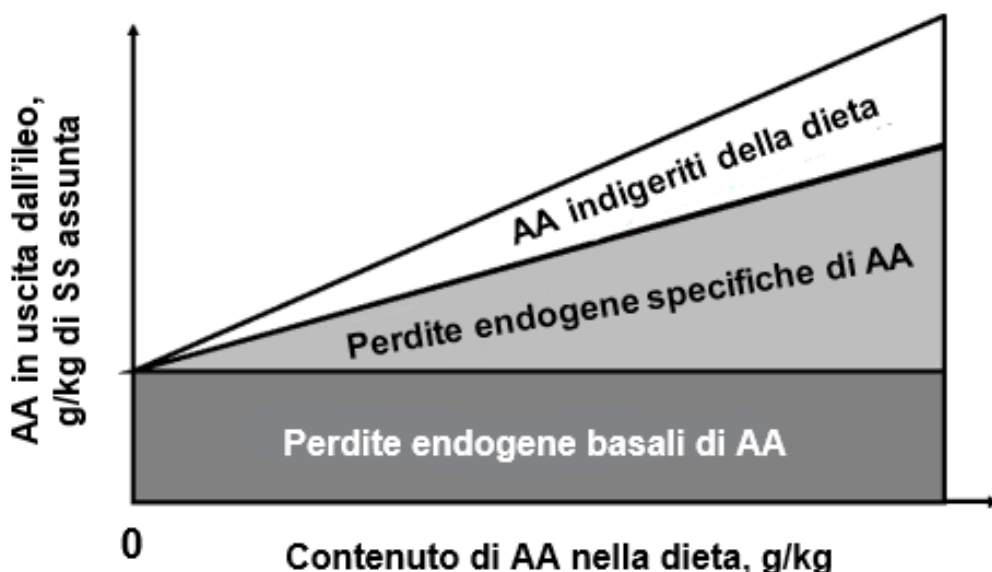 AA in uscita dall'ileo,
g/kg di SS assunta
AA indigeriti della dieta
Perdite endogene specifiche di AA
Perdite endogene basali di AA
0
Contenuto di AA nella dieta, g/kg